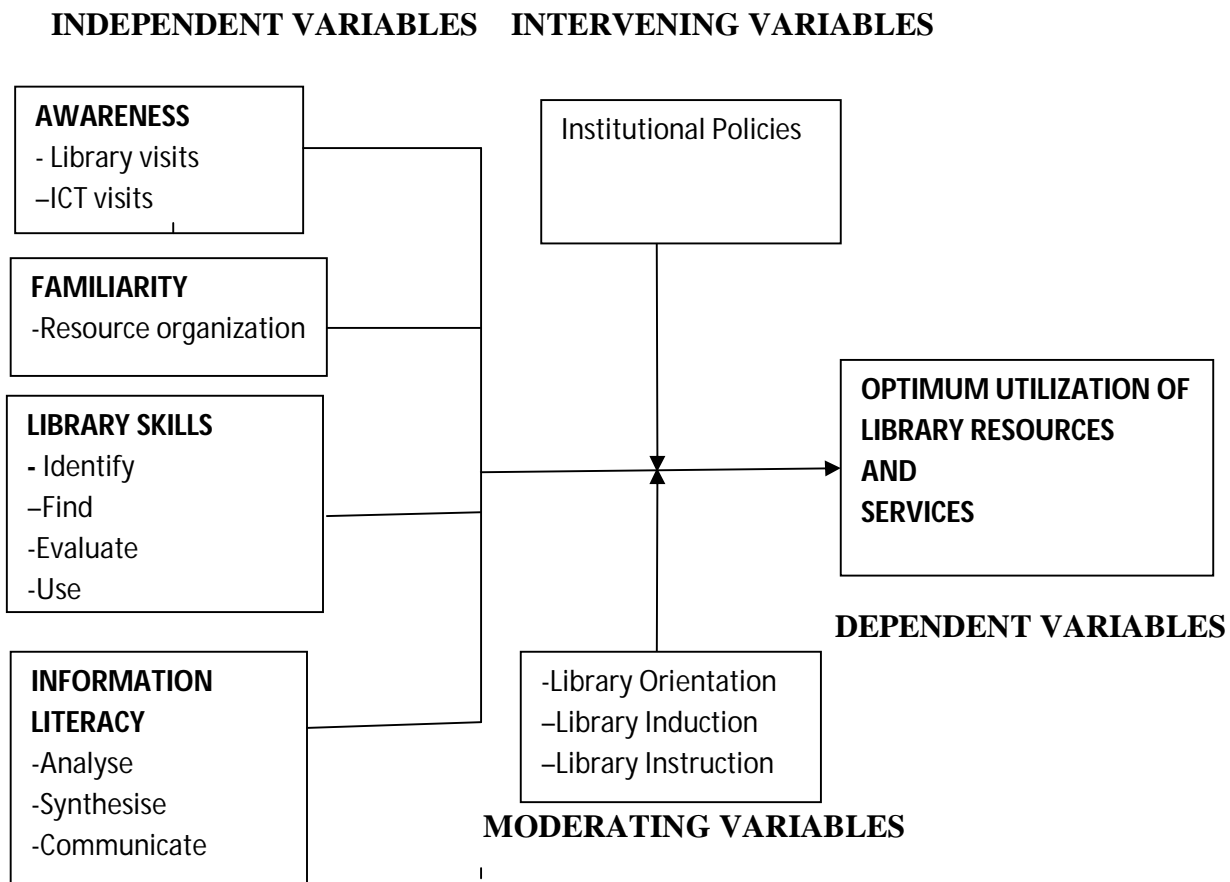 INDEPENDENT VARIABLES INTERVENING VARIABLES
AWARENESS
- Library visits
–ICT visits
FAMILIARITY
-Resource organization
LIBRARY SKILLS
- Identify
–Find
-Evaluate
-Use
INFORMATION
LITERACY
-Analyse
-Synthesise
-Communicate
Institutional Policies
-Library Orientation
–Library Induction
–Library Instruction
MODERATING VARIABLES
OPTIMUM UTILIZATION OF
LIBRARY RESOURCES
AND
SERVICES
DEPENDENT VARIABLES